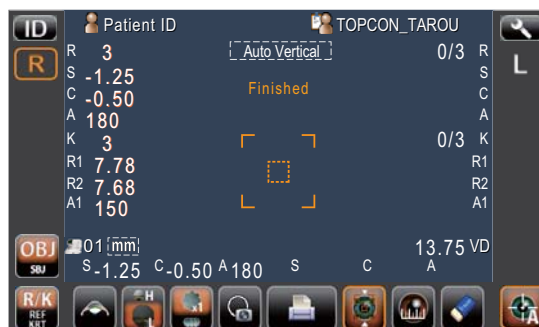 ID Patient ID TOPCON_TAROU
R R 3 Auto Vertical 0/3 R L
S -1.25 S
C -0.50 Finished C
A 180 A
K 3 0/3 K
R1 7.78 R1
R2 7.68 R2
A1 150 A1
OBJ 01 mm 13.75 VD
SBJ S -1.25 C -0.50 A 180 S C A
R/K H A
REF L
KRT